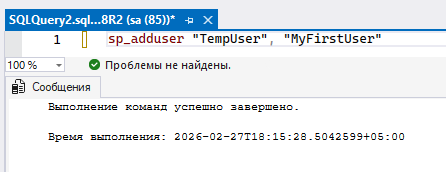 SQLQuery2.sql...8R2 (sa (85))*
1 sp_adduser "TempUser", "MyFirstUser"
100 % Проблемы не найдены.
Сообщения
Выполнение команд успешно завершено.
Время выполнения: 2026-02-27T18:15:28.5042599+05:00